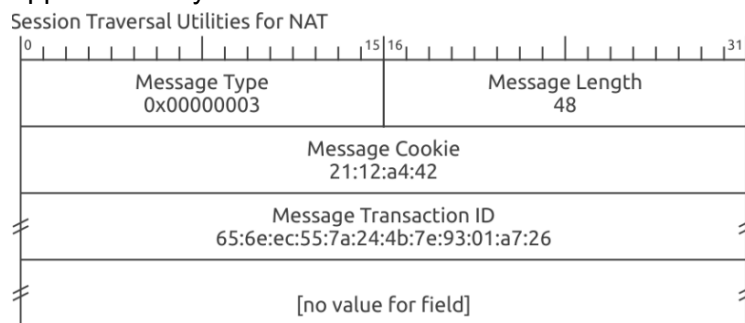 Session Traversal Utilities for NAT
0 15 16 31
Message Type Message Length
0x00000003 48
Message Cookie
21:12:a4:42
Message Transaction ID
65:6e:ec:55:7a:24:4b:7e:93:01:a7:26
[no value for field]